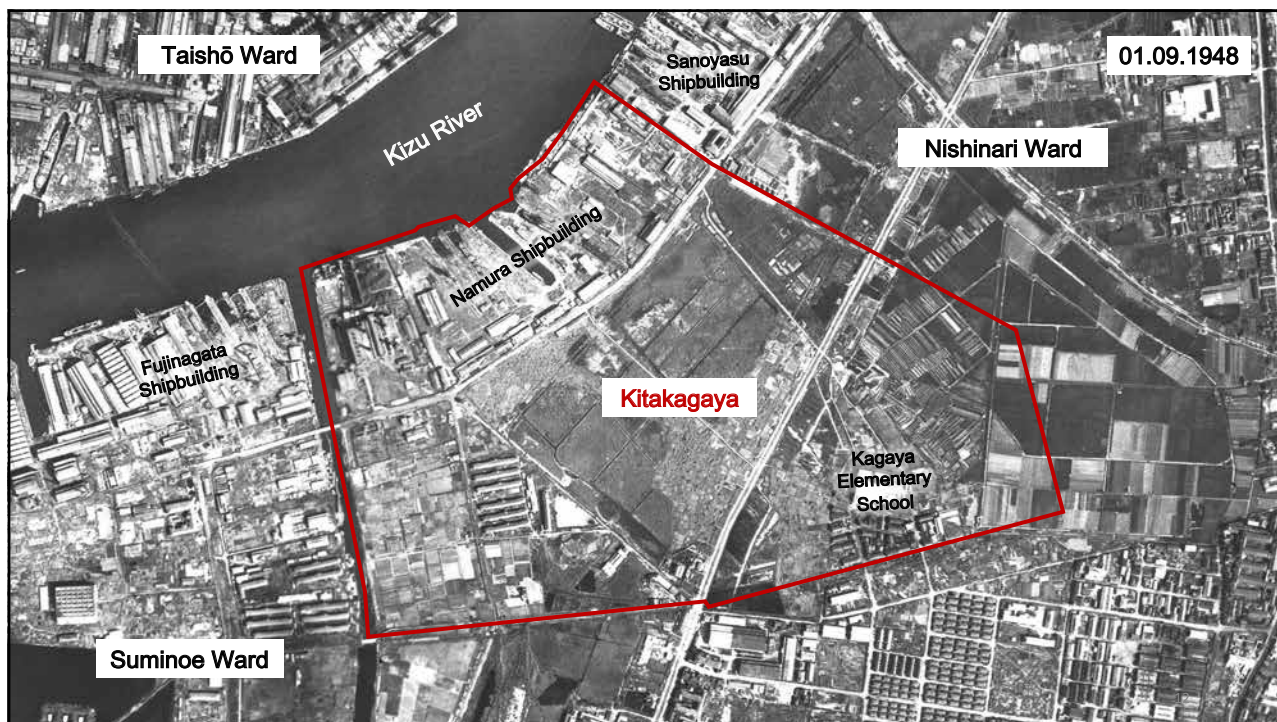 Taishō Ward
Sanoyasu
Shipbuilding
01.09.1948
Kizu River
Nishinari Ward
Namura Shipbuilding
Fujinagata
Shipbuilding
Kitakagaya
Kagaya
Elementary
School
Suminoe Ward